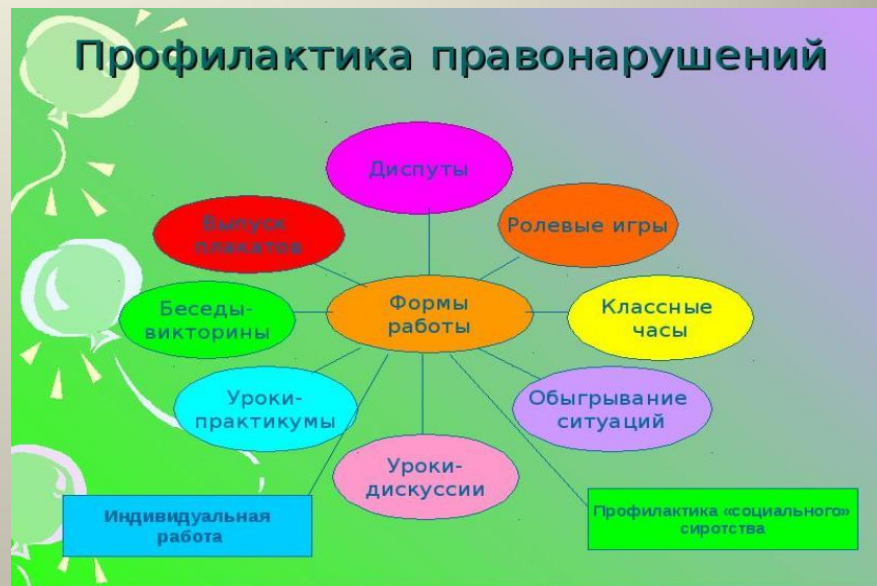 Профилактика правонарушений
Диспуты
Выпуск
плакатов
Ролевые игры
Беседы-
викторины
Формы
работы
Классные
часы
Уроки-
практикумы
Обыгрывание
ситуаций
Уроки-
дискуссии
Индивидуальная
работа
Профилактика «социального»
сиротства